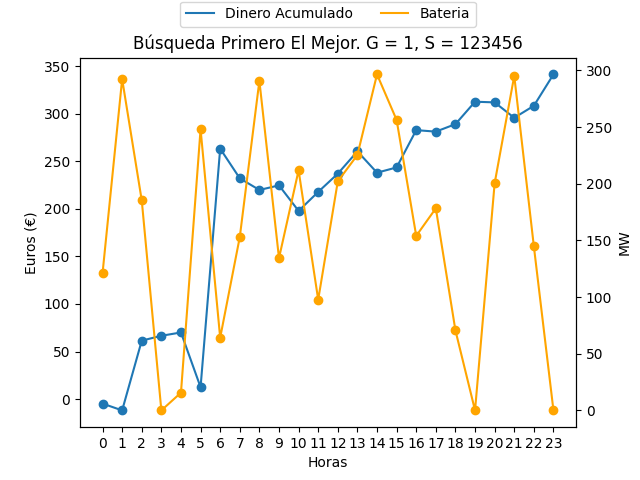 Dinero Acumulado Bateria
Búsqueda Primero El Mejor. G = 1, S = 123456
350
300
250
200
150
100
50
0
Euros (€)
300
250
200
150
100
50
0
MW
0 1 2 3 4 5 6 7 8 9 10 11 12 13 14 15 16 17 18 19 20 21 22 23
Horas